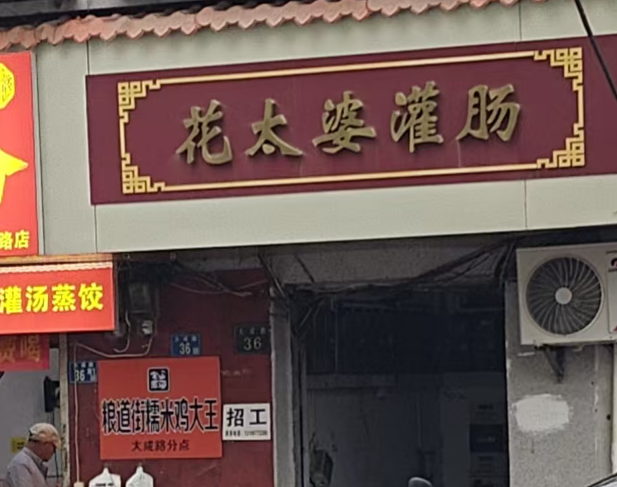 花太婆灌肠
路店
灌汤蒸饺
36
36
36
粮道街糯米鸡大王
大成路分点
招工